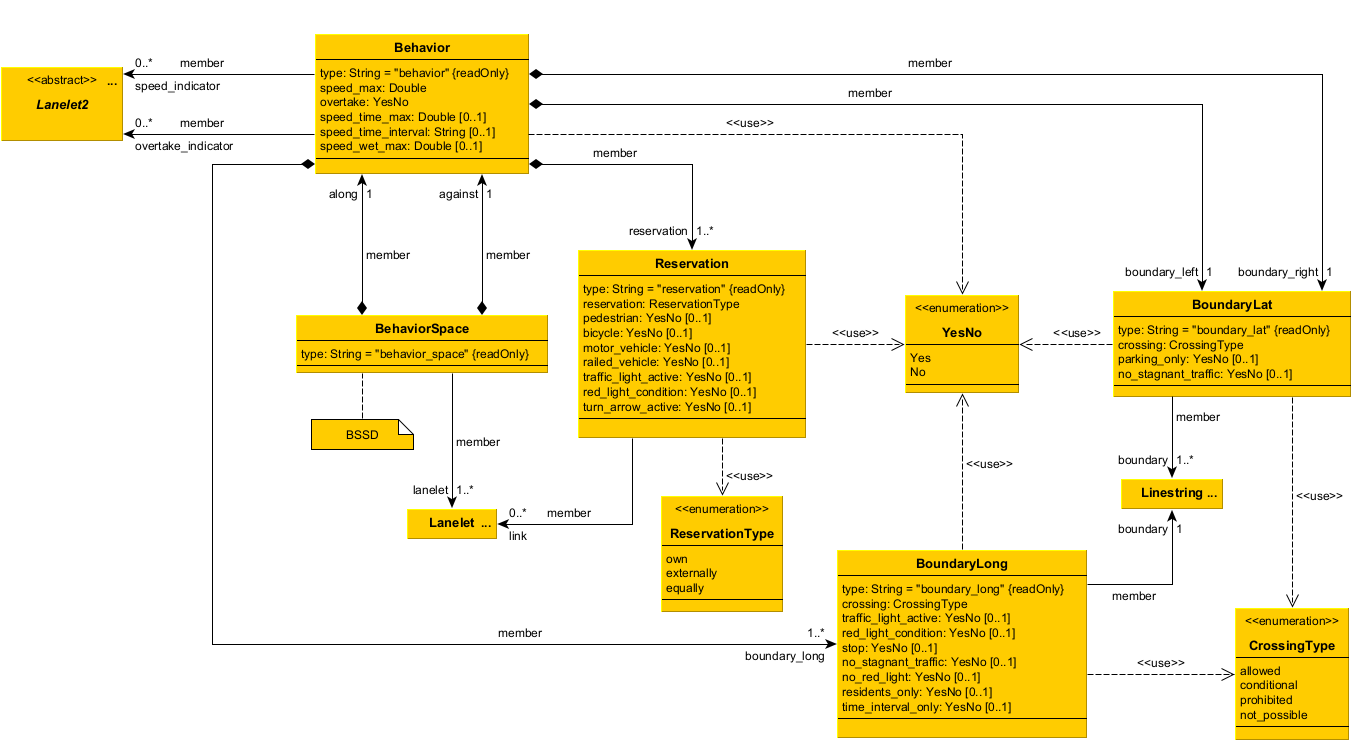 Behavior
type: String = "behavior" {readOnly}
speed_max: Double
overtake: YesNo
speed_time_max: Double [0..1]
speed_time_interval: String [0..1]
speed_wet_max: Double [0..1]
<<abstract>> ...
Lanelet2
0..* member
speed_indicator
0..* member
overtake_indicator
member
member
<<use>>
member
along 1
against 1
member
member
reservation 1..*
boundary_left 1
boundary_right 1
Reservation
type: String = "reservation" {readOnly}
reservation: ReservationType
pedestrian: YesNo [0..1]
bicycle: YesNo [0..1]
motor_vehicle: YesNo [0..1]
railed_vehicle: YesNo [0..1]
traffic_light_active: YesNo [0..1]
red_light_condition: YesNo [0..1]
turn_arrow_active: YesNo [0..1]
<<use>>
<<enumeration>>
YesNo
Yes
No
<<use>>
BoundaryLat
type: String = "boundary_lat" {readOnly}
crossing: CrossingType
parking_only: YesNo [0..1]
no_stagnant_traffic: YesNo [0..1]
BehaviorSpace
type: String = "behavior_space" {readOnly}
BSSD
member
lanelet 1..*
Lanelet ...
0..* member
link
<<use>>
<<enumeration>>
ReservationType
own
externally
equally
<<use>>
member
boundary 1..*
Linestring ...
boundary 1
member
<<use>>
BoundaryLong
type: String = "boundary_long" {readOnly}
crossing: CrossingType
traffic_light_active: YesNo [0..1]
red_light_condition: YesNo [0..1]
stop: YesNo [0..1]
no_stagnant_traffic: YesNo [0..1]
no_red_light: YesNo [0..1]
residents_only: YesNo [0..1]
time_interval_only: YesNo [0..1]
member 1..*
boundary_long
<<use>>
<<enumeration>>
CrossingType
allowed
conditional
prohibited
not_possible